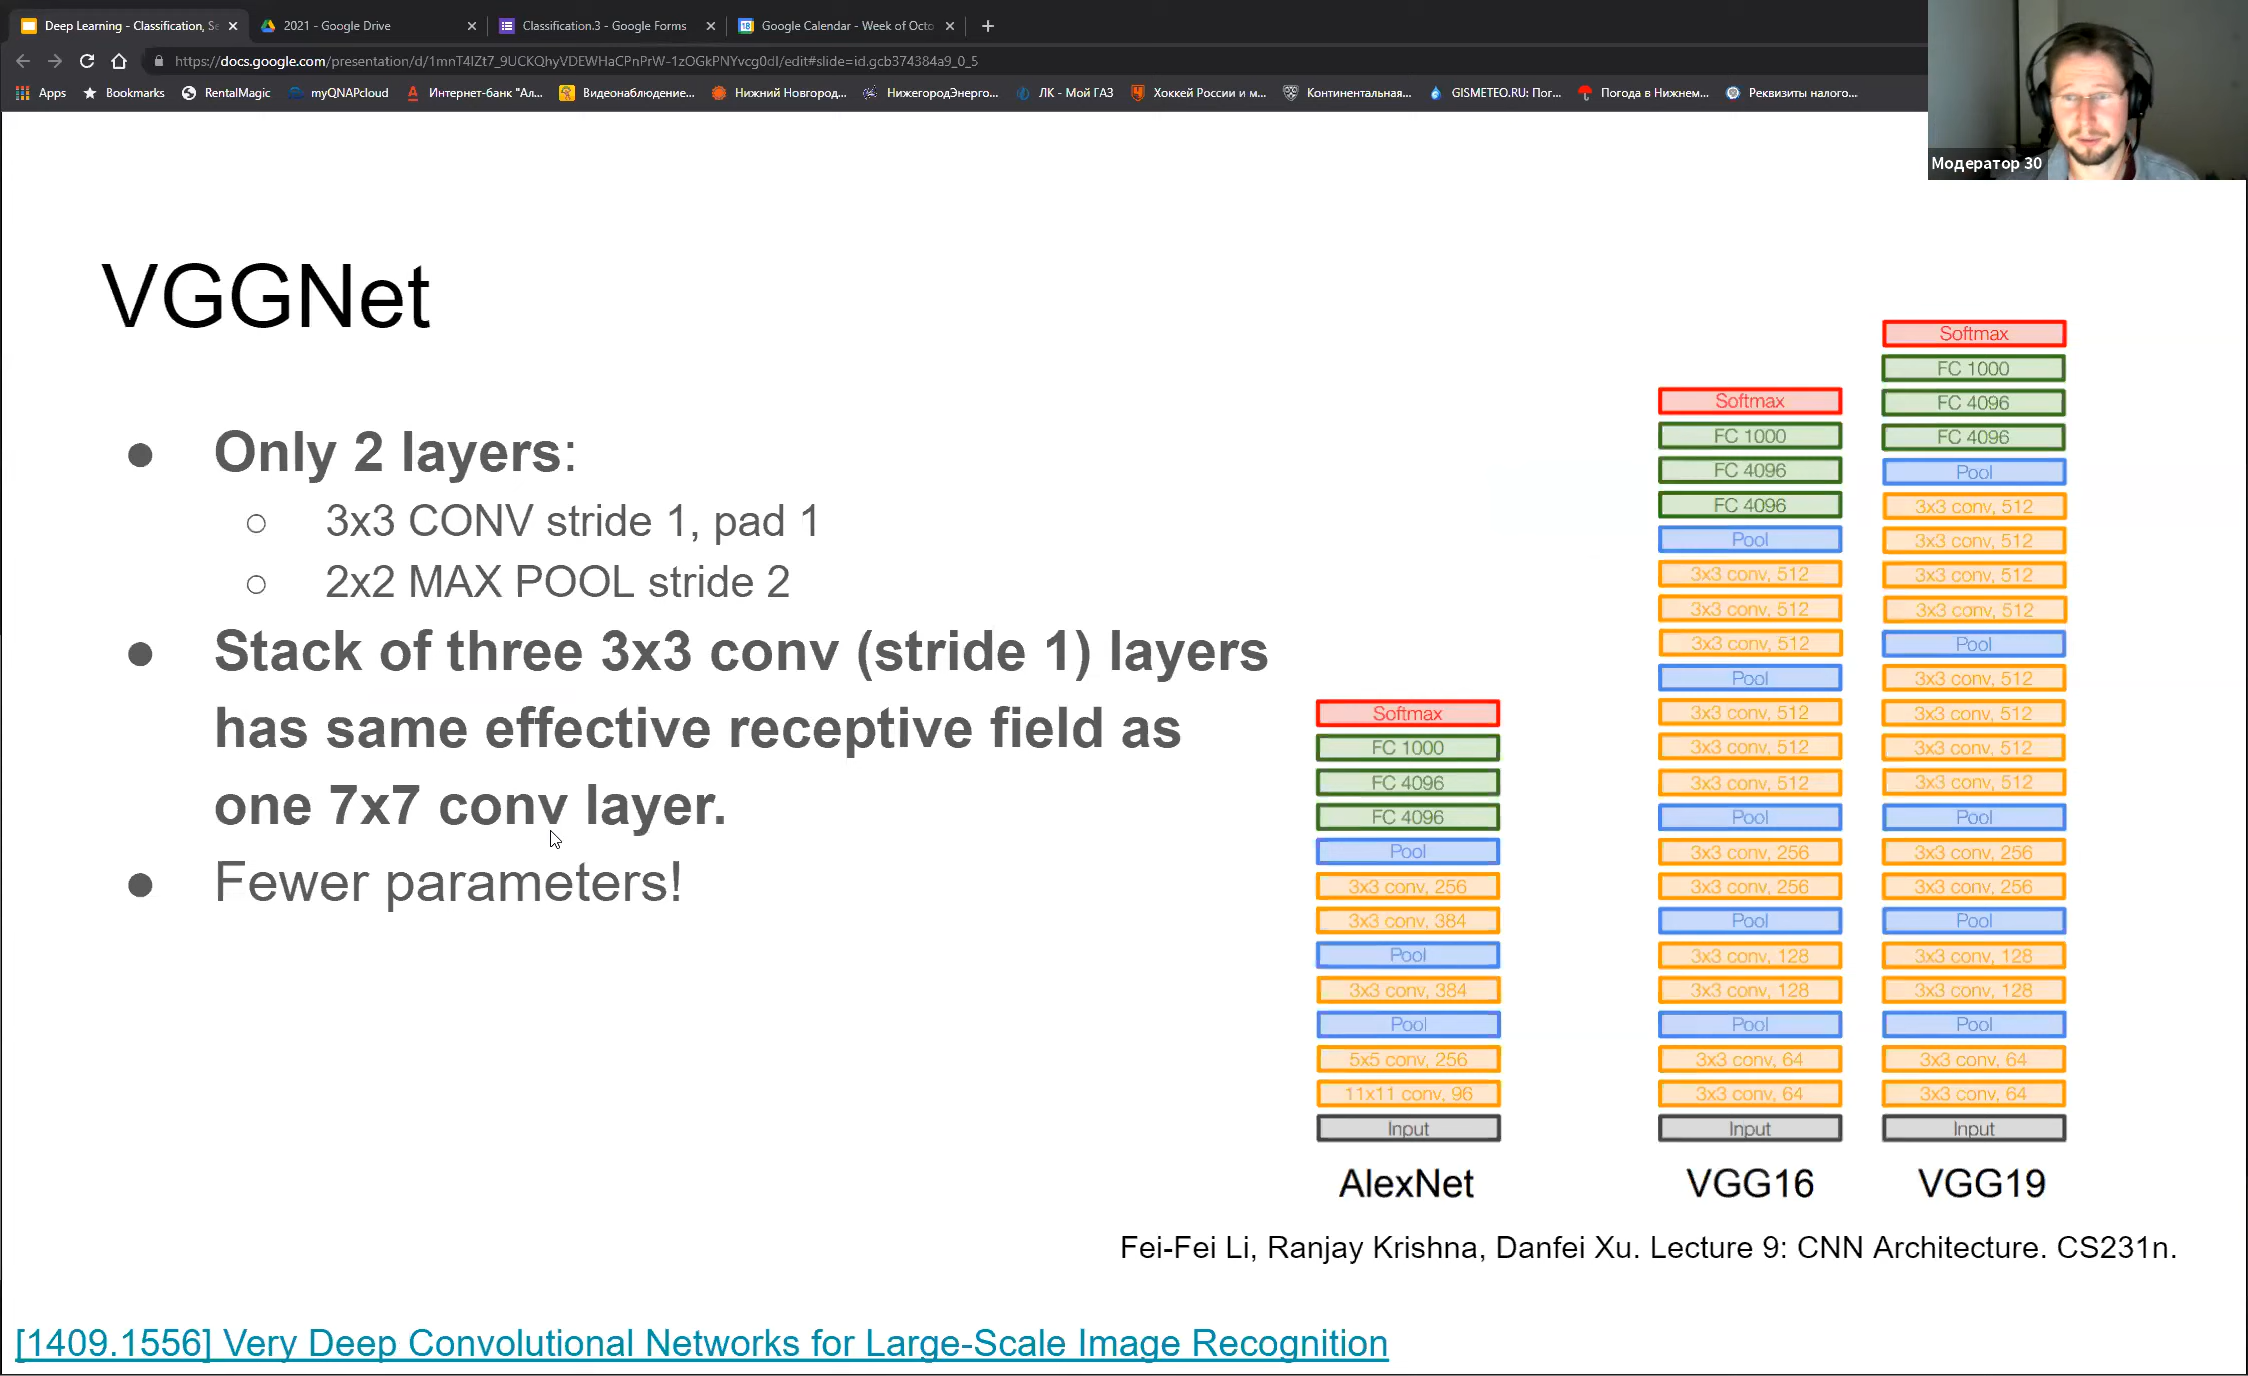 Deep Learning - Classification, Se
2021 - Google Drive
Classification.3 - Google Forms
Google Calendar - Week of Octo
https://docs.google.com/presentation/d/1mnT4lZt7_9UCKQhyVDEWHaCPnPrW-1zOGkPNYvcg0dI/edit#slide=id.gcb374384a9_0_5
Apps
Bookmarks
RentalMagic
myQNAPcloud
Интернет-банк "Ал...
Видеонаблюдение...
Нижний Новгород...
НижегородЭнерго...
ЛК - Мой ГАЗ
Хоккей России и м...
Континентальная...
GISMETEO.RU: Пог...
Погода в Нижнем...
Реквизиты налого...
Модератор 30
VGGNet
● Only 2 layers:
○ 3x3 CONV stride 1, pad 1
○ 2x2 MAX POOL stride 2
● Stack of three 3x3 conv (stride 1) layers
has same effective receptive field as
one 7x7 conv layer.
● Fewer parameters!
Softmax
FC 1000
FC 4096
FC 4096
Pool
3x3 conv, 256
3x3 conv, 384
Pool
3x3 conv, 384
Pool
5x5 conv, 256
11x11 conv, 96
Input
AlexNet
Softmax
FC 1000
FC 4096
FC 4096
Pool
3x3 conv, 512
3x3 conv, 512
3x3 conv, 512
Pool
3x3 conv, 512
3x3 conv, 512
3x3 conv, 512
Pool
3x3 conv, 256
3x3 conv, 256
Pool
3x3 conv, 128
3x3 conv, 128
Pool
3x3 conv, 64
3x3 conv, 64
Input
VGG16
Softmax
FC 1000
FC 4096
FC 4096
Pool
3x3 conv, 512
3x3 conv, 512
3x3 conv, 512
3x3 conv, 512
Pool
3x3 conv, 512
3x3 conv, 512
3x3 conv, 512
3x3 conv, 512
Pool
3x3 conv, 256
3x3 conv, 256
Pool
3x3 conv, 128
3x3 conv, 128
Pool
3x3 conv, 64
3x3 conv, 64
Input
VGG19
Fei-Fei Li, Ranjay Krishna, Danfei Xu. Lecture 9: CNN Architecture. CS231n.
[1409.1556] Very Deep Convolutional Networks for Large-Scale Image Recognition